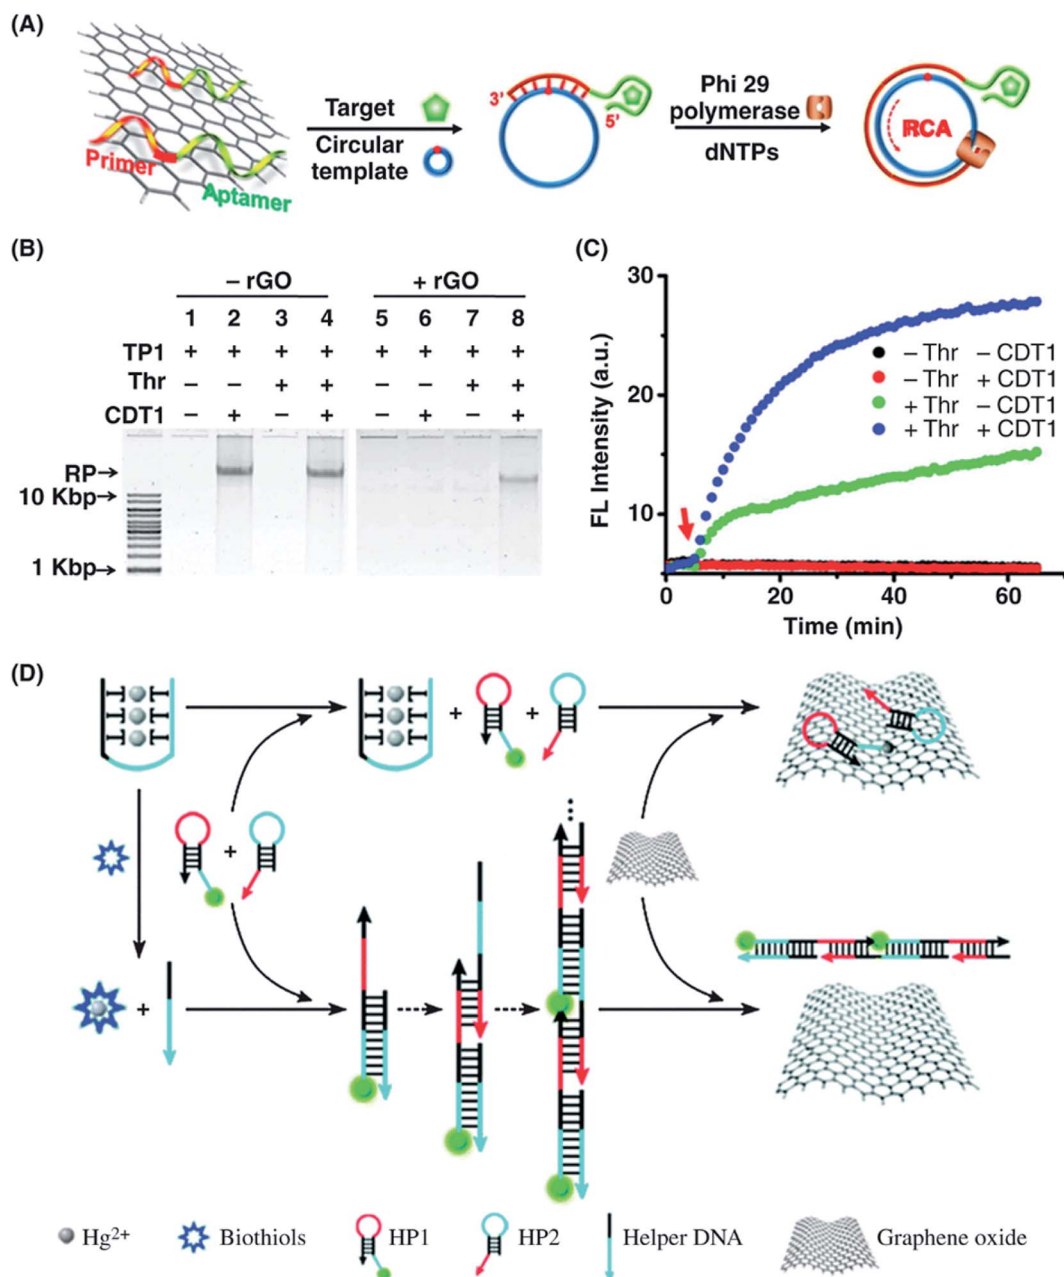 (A)
Primer
Aptamer
Target
Circular
template
3'
5'
Phi 29
polymerase
dNTPs
RCA
(B)
– rGO
+ rGO
1 2 3 4 5 6 7 8
TP1 + + + + + + + +
Thr – – + + – – + +
CDT1 – + – + – + – +
RP→
10 Kbp→
1 Kbp→
(C)
FL Intensity (a.u.)
30
20
10
– Thr – CDT1
– Thr + CDT1
+ Thr – CDT1
+ Thr + CDT1
0 20 40 60
Time (min)
(D)
+ +
+
+
Hg²⁺
Biothiols
HP1
HP2
Helper DNA
Graphene oxide